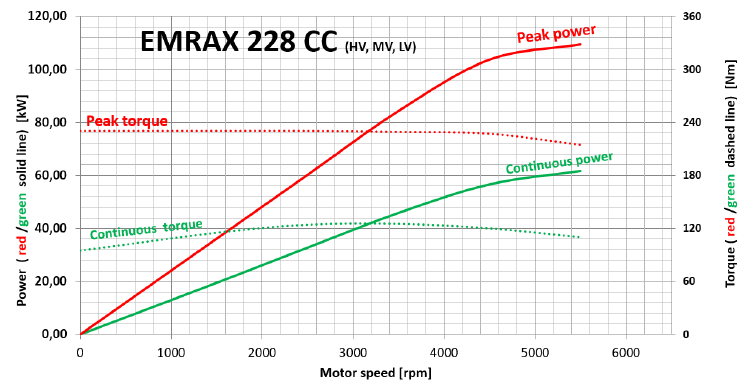 EMRAX 228 CC (HV, MV, LV)
120,00
100,00
80,00
60,00
40,00
20,00
0,00
Power ( red /green solid line) [kW]
Peak power
Peak torque
Continuous power
Continuous torque
360
300
240
180
120
60
0
Torque ( red /green dashed line) [Nm]
0
1000
2000
3000
4000
5000
6000
Motor speed [rpm]